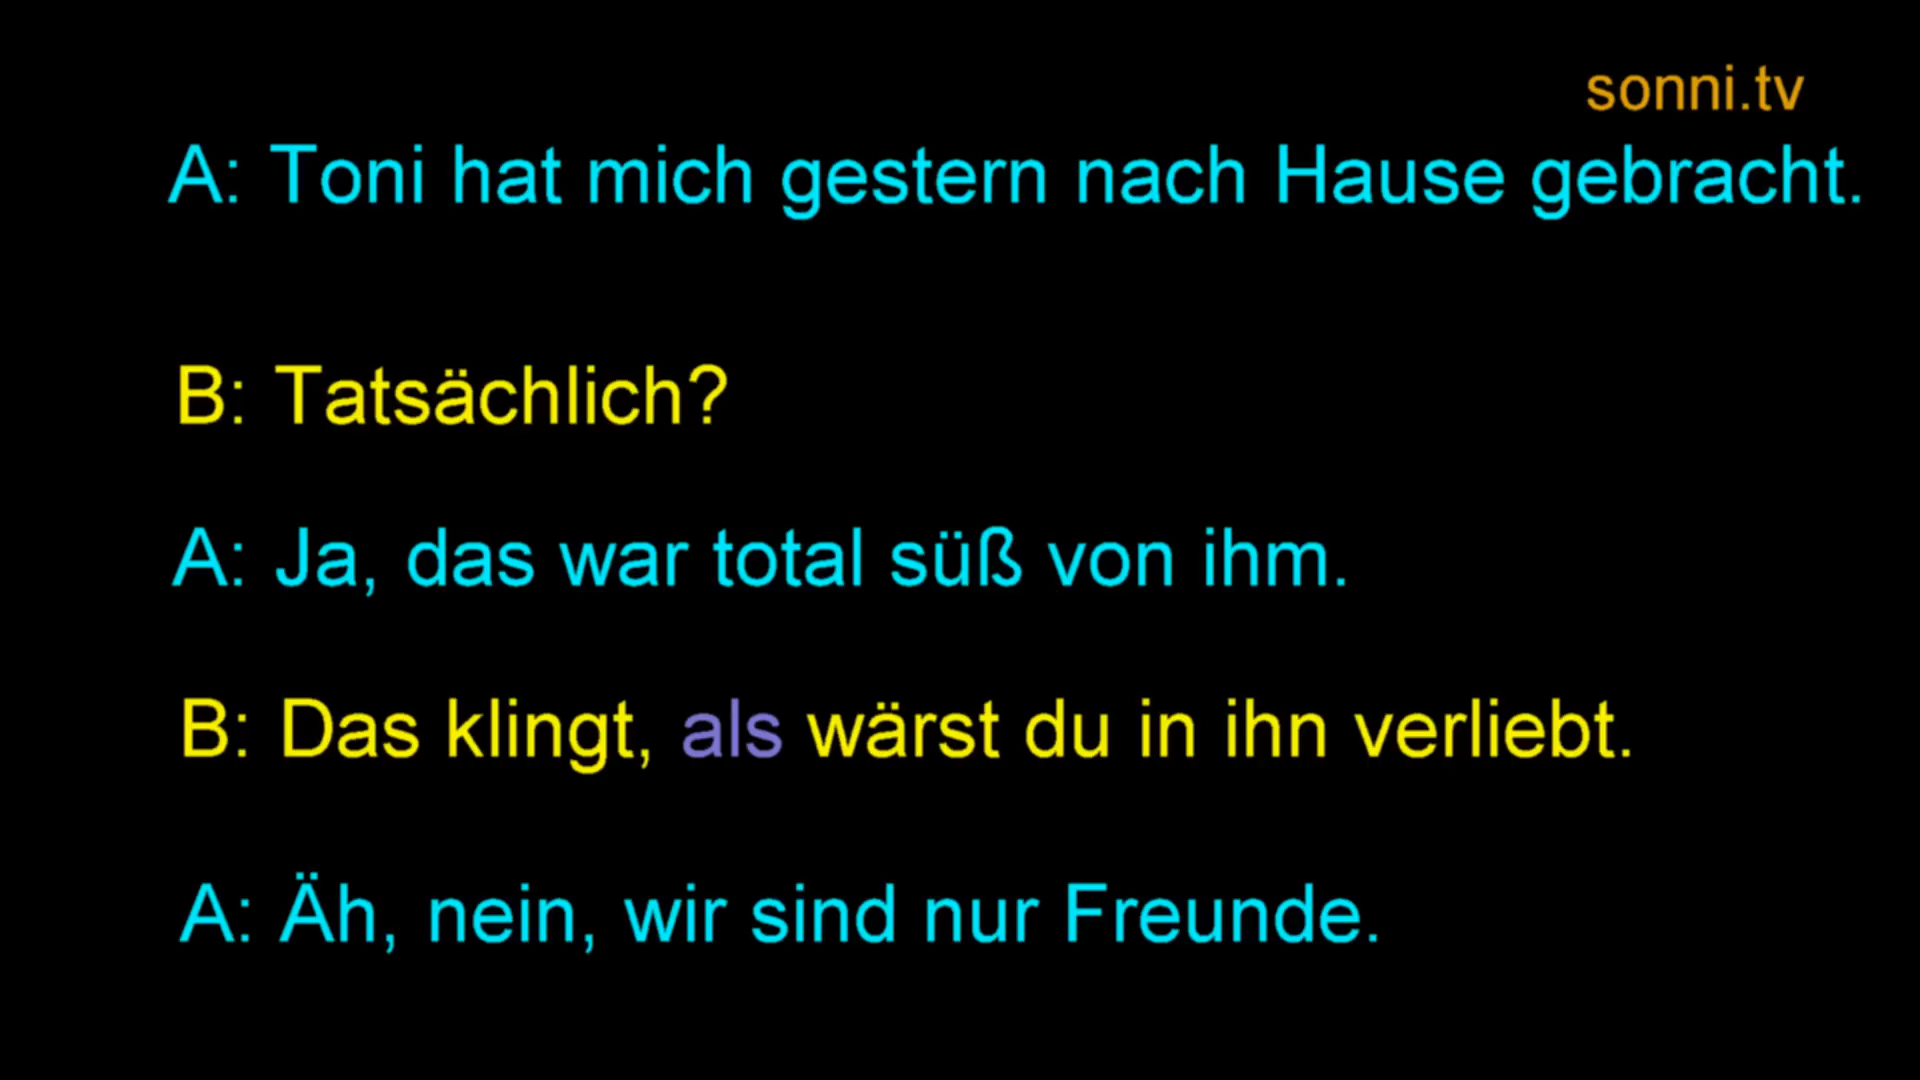 sonni.tv
A: Toni hat mich gestern nach Hause gebracht.
B: Tatsächlich?
A: Ja, das war total süß von ihm.
B: Das klingt, als wärst du in ihn verliebt.
A: Äh, nein, wir sind nur Freunde.